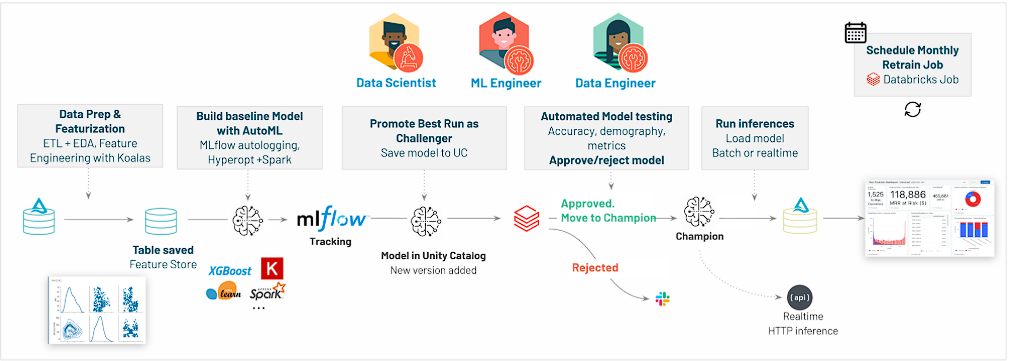 Data Scientist
ML Engineer
Data Engineer
Schedule Monthly
Retrain Job
Databricks Job
Data Prep &
Featurization
ETL + EDA, Feature
Engineering with Koalas
Build baseline Model
with AutoML
MLflow autologging,
Hyperopt +Spark
Promote Best Run as
Challenger
Save model to UC
Automated Model testing
Accuracy, demography,
metrics
Approve/reject model
Run inferences
Load model
Batch or realtime
Table saved
Feature Store
XGBoost
K
learn
Spark
...
mlflow
Tracking
Model in Unity Catalog
New version added
Approved.
Move to Champion
Rejected
Champion
{api}
Realtime
HTTP inference
1,525
118,886
MRR at Risk ($)